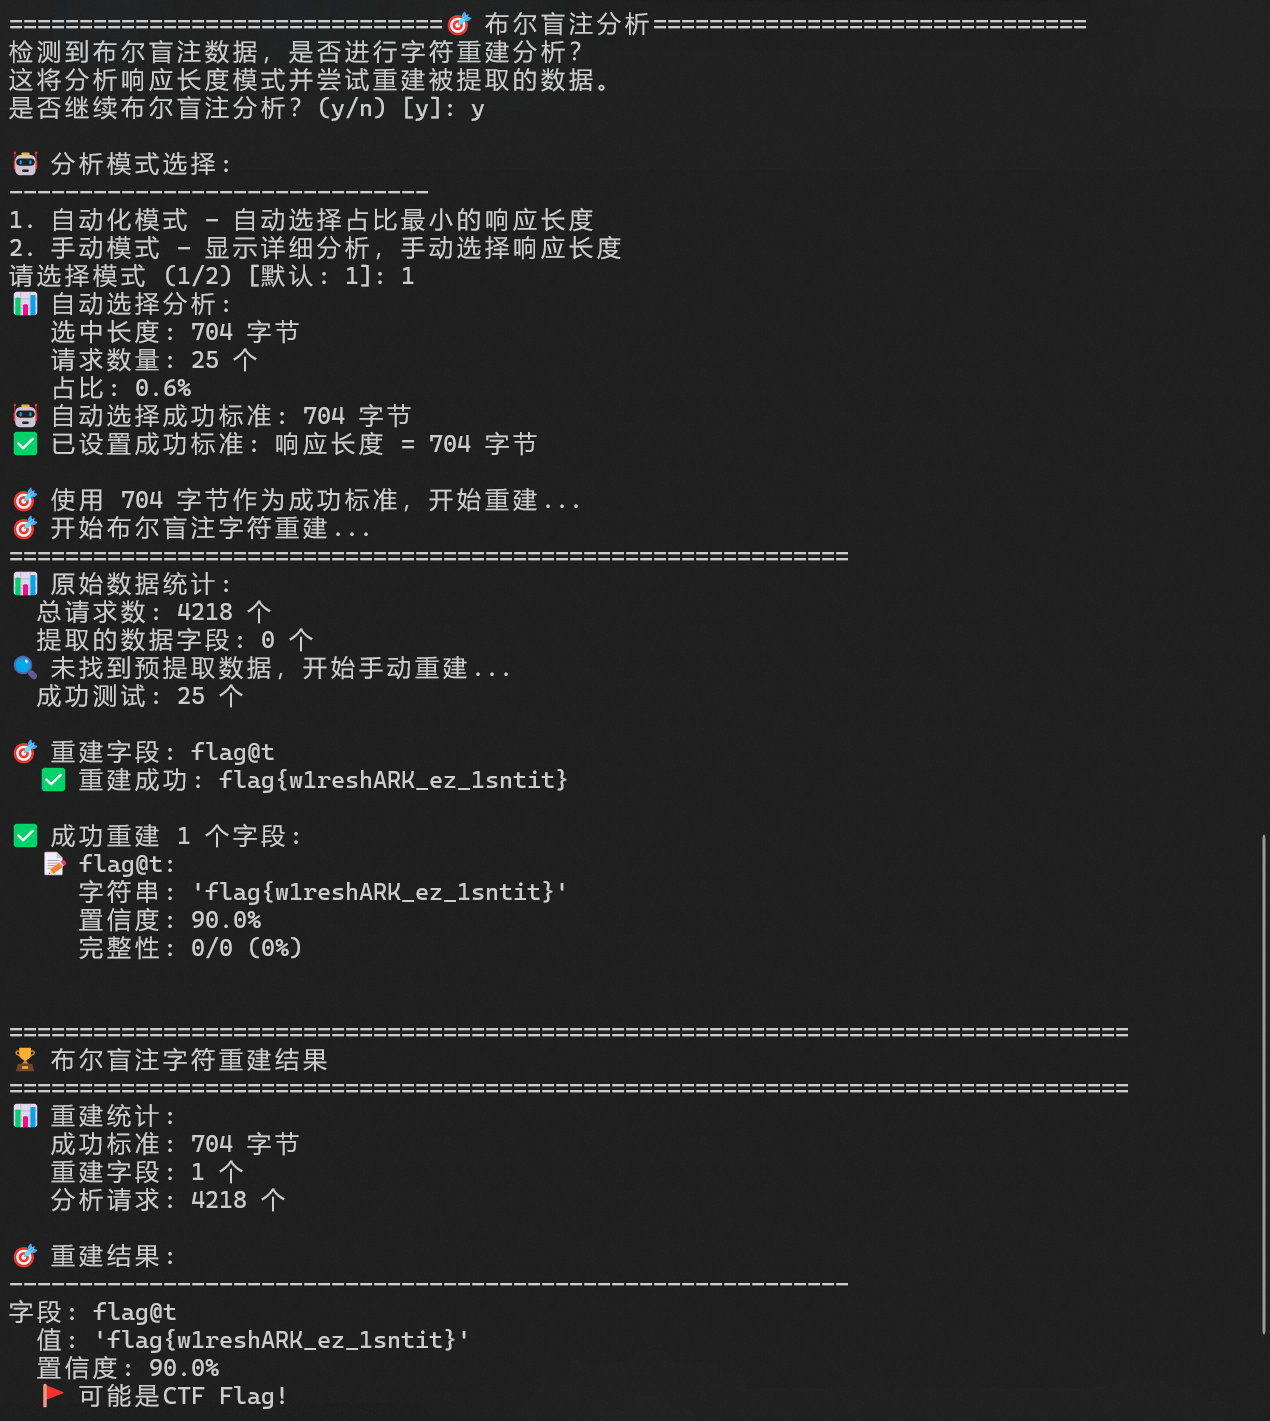 ===============================🎯 布尔盲注分析===============================
检测到布尔盲注数据，是否进行字符重建分析？
这将分析响应长度模式并尝试重建被提取的数据。
是否继续布尔盲注分析？(y/n) [y]: y
🤖 分析模式选择:
------------------------------
1. 自动化模式 - 自动选择占比最小的响应长度
2. 手动模式 - 显示详细分析，手动选择响应长度
请选择模式 (1/2) [默认: 1]: 1
📊 自动选择分析:
选中长度: 704 字节
请求数量: 25 个
占比: 0.6%
🤖 自动选择成功标准: 704 字节
✅ 已设置成功标准: 响应长度 = 704 字节
🎯 使用 704 字节作为成功标准，开始重建...
🎯 开始布尔盲注字符重建...
============================================================
📊 原始数据统计:
总请求数: 4218 个
提取的数据字段: 0 个
🔍 未找到预提取数据，开始手动重建...
成功测试: 25 个
🎯 重建字段: flag@t
✅ 重建成功: flag{w1reshARK_ez_1sntit}
✅ 成功重建 1 个字段:
📝 flag@t:
字符串: 'flag{w1reshARK_ez_1sntit}'
置信度: 90.0%
完整性: 0/0 (0%)
================================================================================
🏆 布尔盲注字符重建结果
================================================================================
📊 重建统计:
成功标准: 704 字节
重建字段: 1 个
分析请求: 4218 个
🎯 重建结果:
------------------------------------------------------------
字段: flag@t
值: 'flag{w1reshARK_ez_1sntit}'
置信度: 90.0%
🚩 可能是CTF Flag!